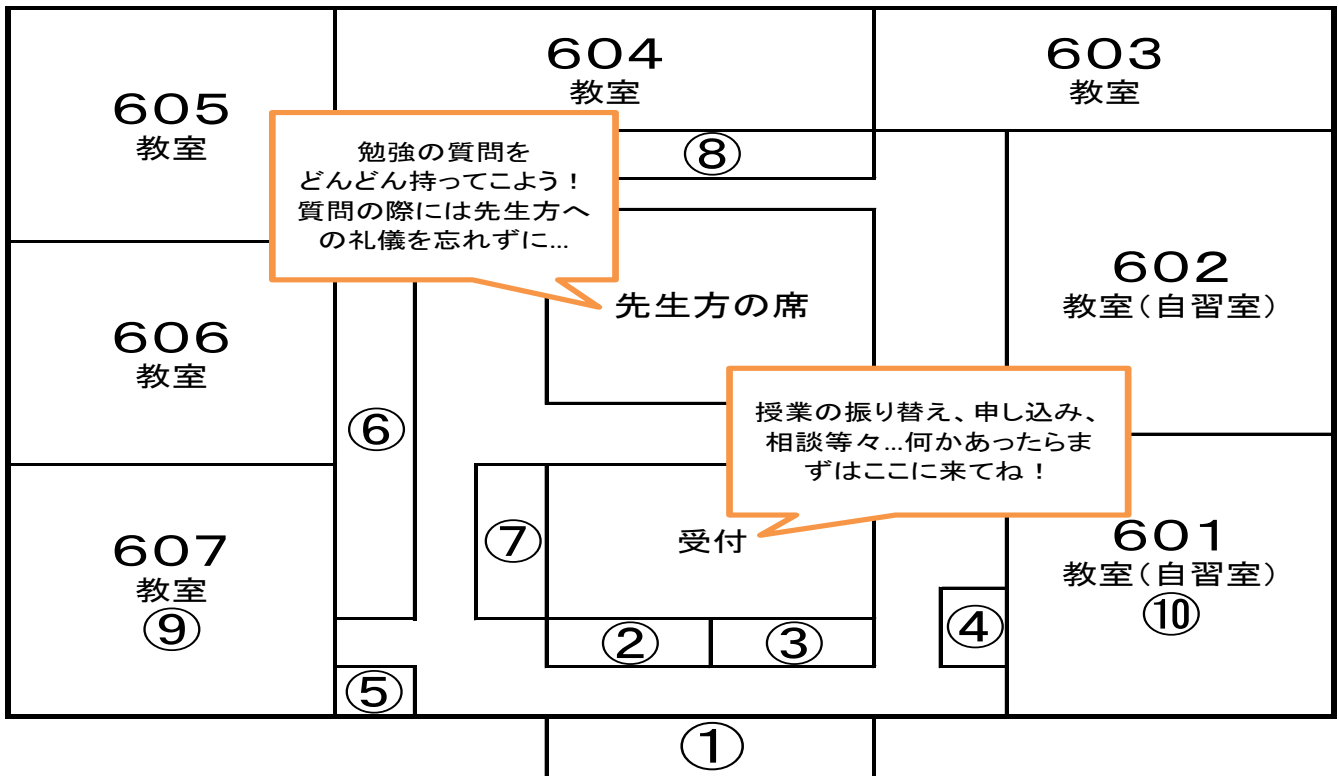 605
教室
604
教室
603
教室
勉強の質問を
どんどん持ってこよう！
質問の際には先生方へ
の礼儀を忘れずに…
⑧
606
教室
先生方の席
602
教室（自習室）
授業の振り替え、申し込み、
相談等々…何かあったらま
ずはここに来てね！
⑥
607
教室
⑨
⑦
受付
601
教室（自習室）
⑩
②
③
④
⑤
①